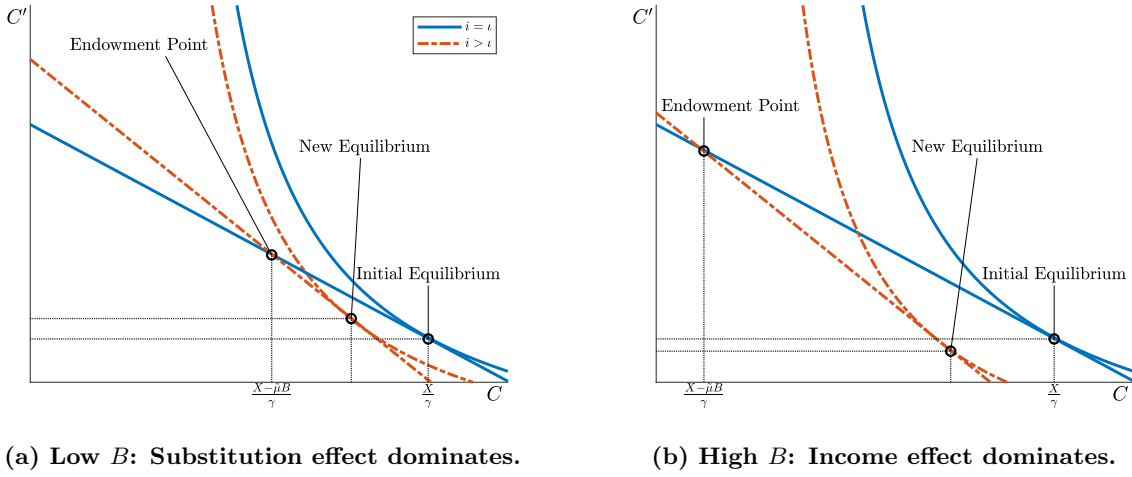 C′
i = ι
i > ι
Endowment Point
New Equilibrium
Initial Equilibrium
X−μ̄B
γ
X
γ
C
(a) Low B: Substitution effect dominates.
C′
Endowment Point
New Equilibrium
Initial Equilibrium
X−μ̄B
γ
X
γ
C
(b) High B: Income effect dominates.